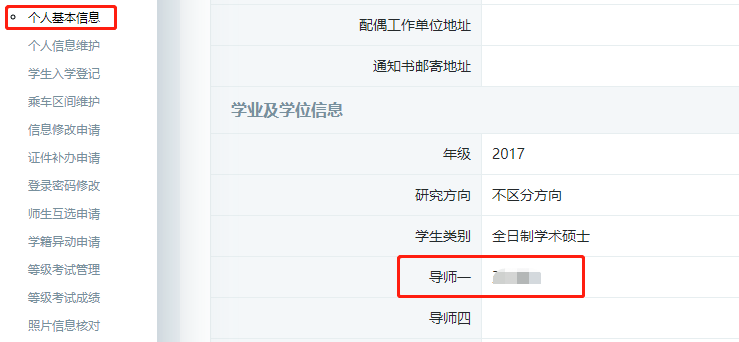 个人基本信息
个人信息维护
学生入学登记
乘车区间维护
信息修改申请
证件补办申请
登录密码修改
师生互选申请
学籍异动申请
等级考试管理
等级考试成绩
照片信息核对
配偶工作单位地址
通知书邮寄地址
学业及学位信息
年级 2017
研究方向 不区分方向
学生类别 全日制学术硕士
导师一
导师四